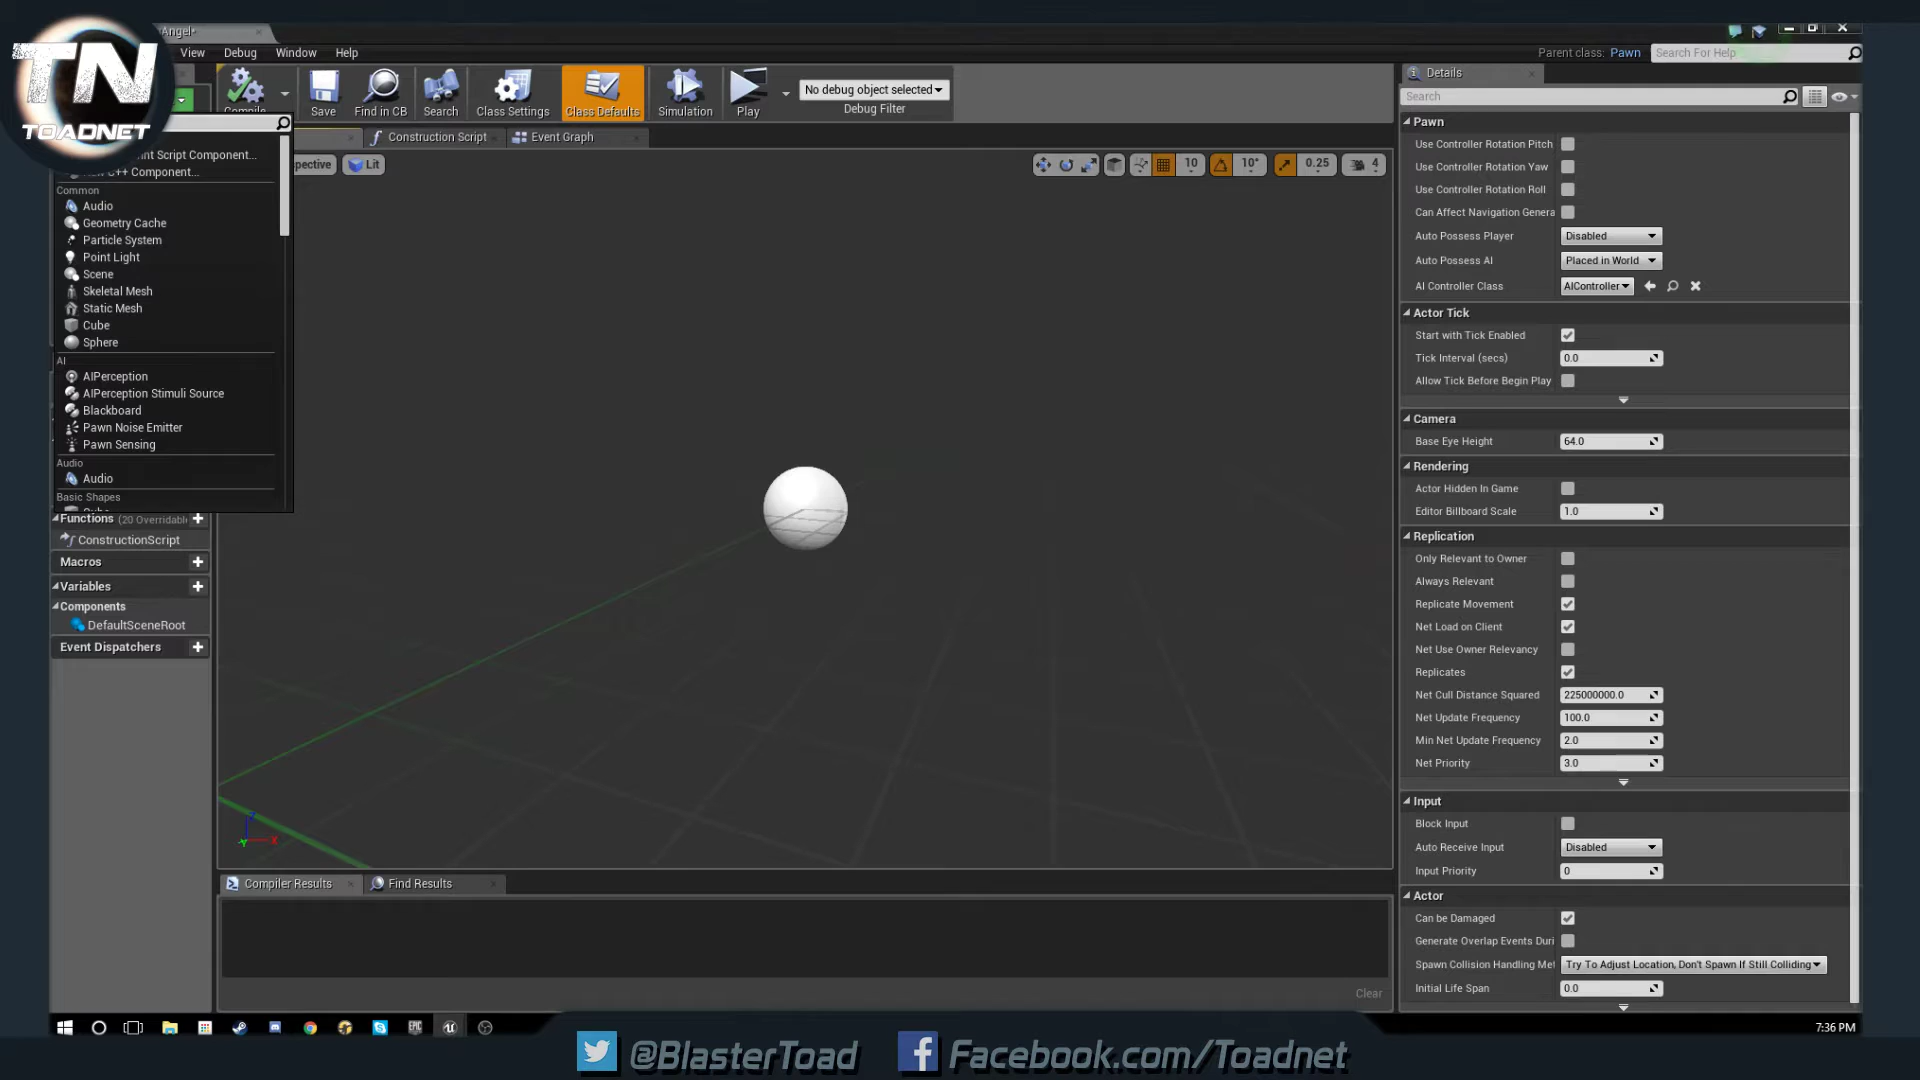 TN
TOADNET
Angel*
View Debug Window Help
Parent class: Pawn Search For Help
Compile Save Find in CB Search Class Settings Class Defaults Simulation Play
No debug object selected
Debug Filter
Construction Script Event Graph
int Script Component...
C++ Component...
Common
Audio
Geometry Cache
Particle System
Point Light
Scene
Skeletal Mesh
Static Mesh
Cube
Sphere
AI
AIPerception
AIPerception Stimuli Source
Blackboard
Pawn Noise Emitter
Pawn Sensing
Audio
Audio
Basic Shapes
Cube
Functions (20 Overridabl
ConstructionScript
Macros
Variables
Components
DefaultSceneRoot
Event Dispatchers
spective Lit
10 10° 0.25 4
Z
X
Y
Compiler Results Find Results
Clear
Details
Search
Pawn
Use Controller Rotation Pitch
Use Controller Rotation Yaw
Use Controller Rotation Roll
Can Affect Navigation Genera
Auto Possess Player Disabled
Auto Possess AI Placed in World
AI Controller Class AIController
Actor Tick
Start with Tick Enabled
Tick Interval (secs) 0.0
Allow Tick Before Begin Play
Camera
Base Eye Height 64.0
Rendering
Actor Hidden In Game
Editor Billboard Scale 1.0
Replication
Only Relevant to Owner
Always Relevant
Replicate Movement
Net Load on Client
Net Use Owner Relevancy
Replicates
Net Cull Distance Squared 225000000.0
Net Update Frequency 100.0
Min Net Update Frequency 2.0
Net Priority 3.0
Input
Block Input
Auto Receive Input Disabled
Input Priority 0
Actor
Can be Damaged
Generate Overlap Events Duri
Spawn Collision Handling Met Try To Adjust Location, Don't Spawn If Still Colliding
Initial Life Span 0.0
EPIC
7:36 PM
@BlasterToad Facebook.com/Toadnet